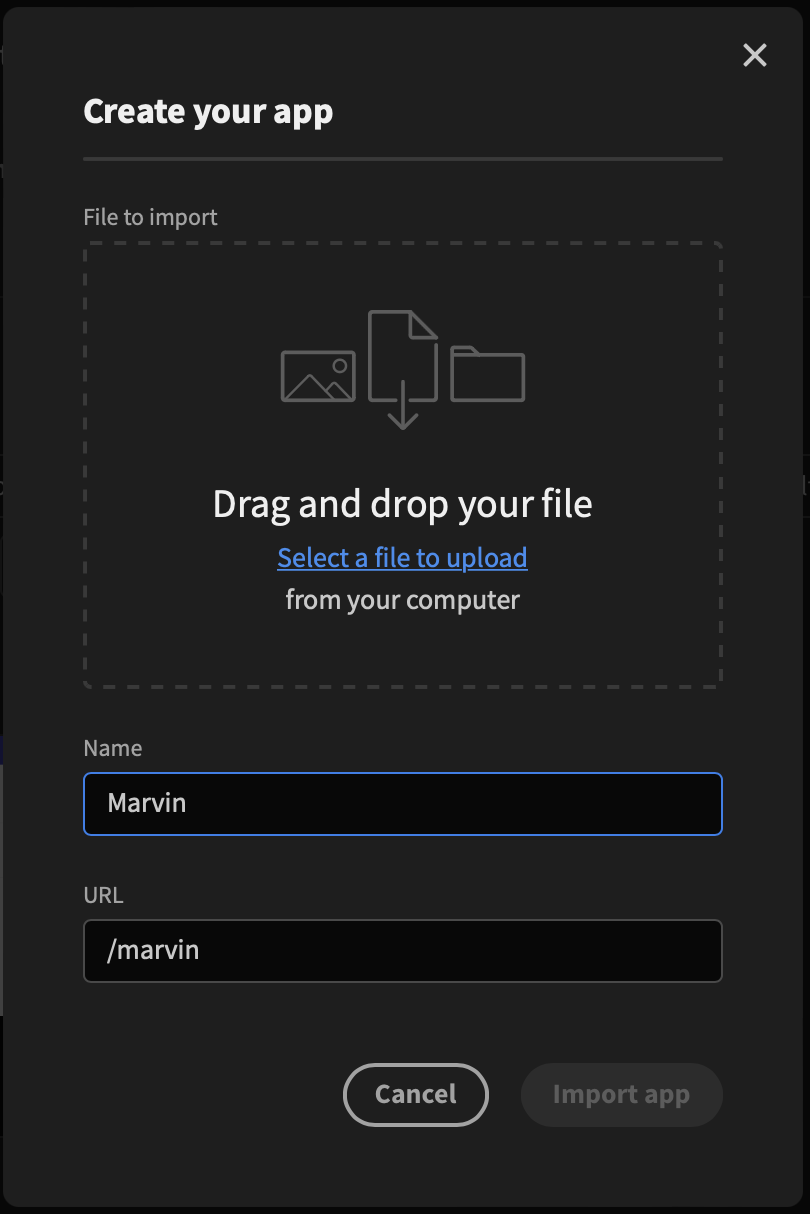 Create your app
File to import
Drag and drop your file
Select a file to upload
from your computer
Name
Marvin
URL
/marvin
Cancel
Import app